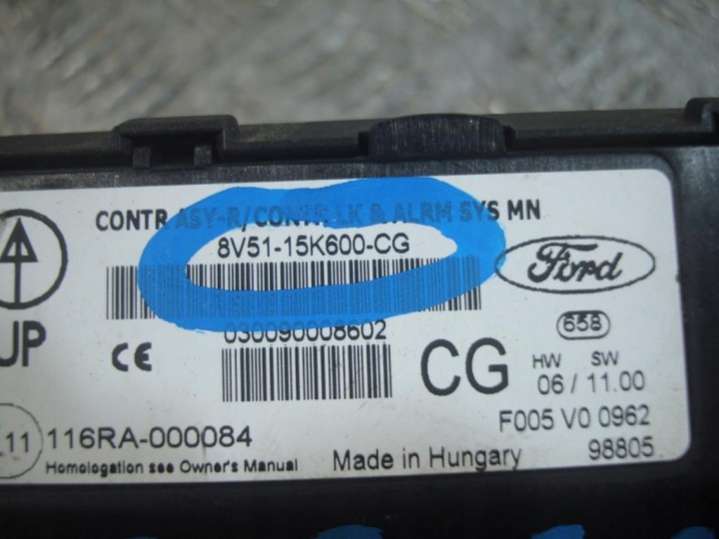 CONTR ASY-R/CONTR LK & ALRM SYS MN
8V51-15K600-CG
Ford
UP
030090008602
658
CE
CG
HW SW
06 / 11.00
11 116RA-000084
F005 V0 0962
Homologation see Owner's Manual
Made in Hungary
98805